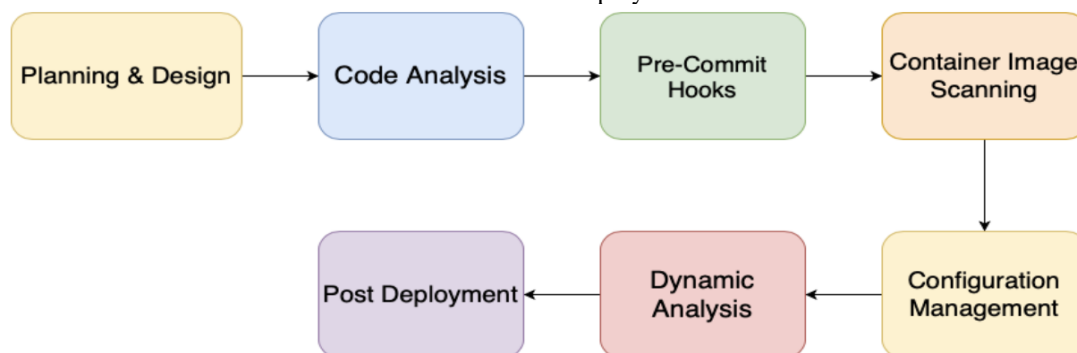 Planning & Design
Code Analysis
Pre-Commit
Hooks
Container Image
Scanning
Configuration
Management
Dynamic
Analysis
Post Deployment